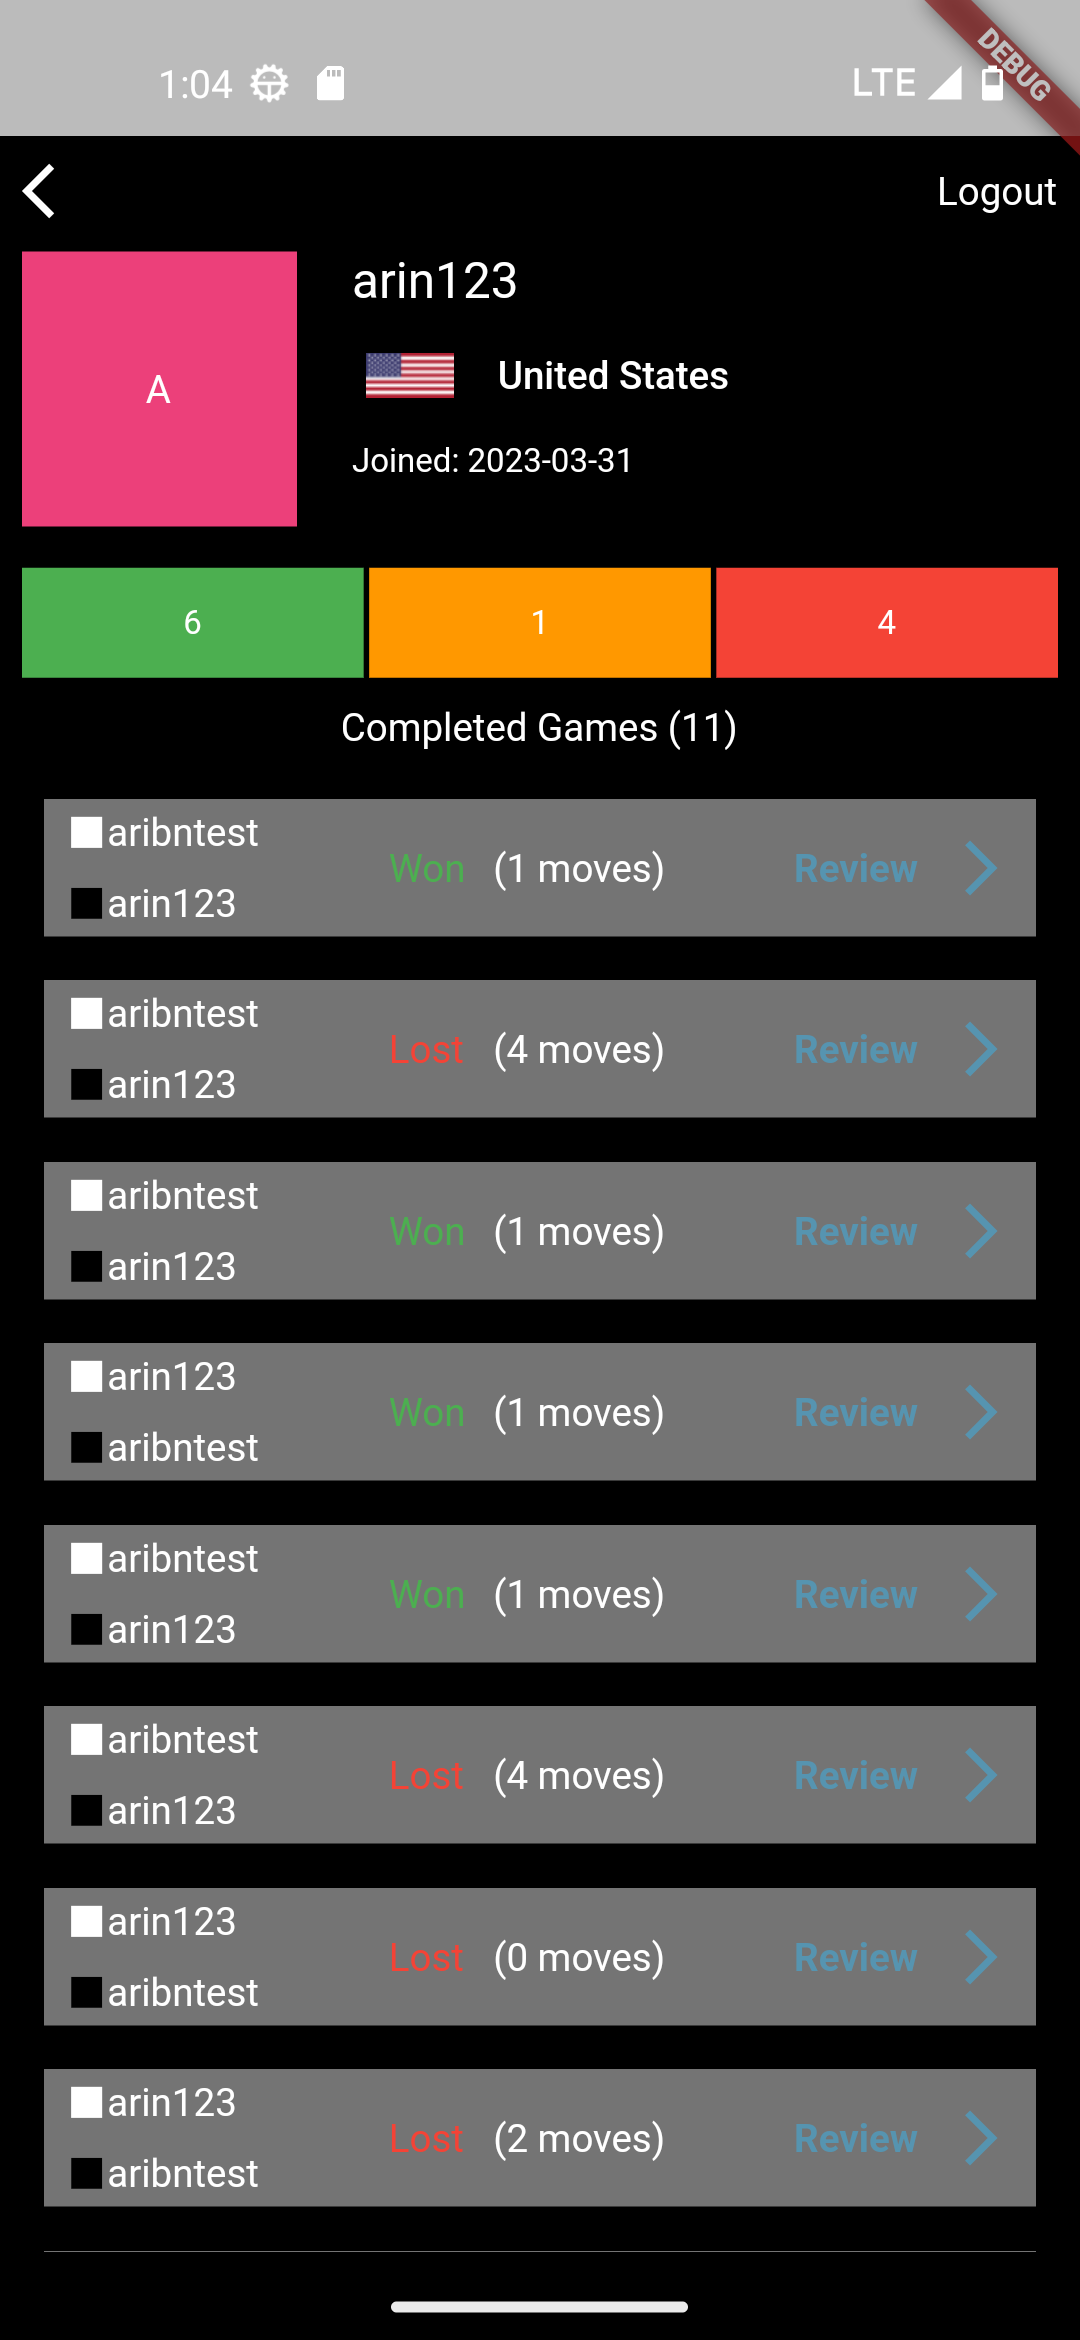 1:04 LTE DEBUG
Logout
arin123
A
United States
Joined: 2023-03-31
6 1 4
Completed Games (11)
aribntest
Won (1 moves) Review
arin123
aribntest
Lost (4 moves) Review
arin123
aribntest
Won (1 moves) Review
arin123
arin123
Won (1 moves) Review
aribntest
aribntest
Won (1 moves) Review
arin123
aribntest
Lost (4 moves) Review
arin123
arin123
Lost (0 moves) Review
aribntest
arin123
Lost (2 moves) Review
aribntest